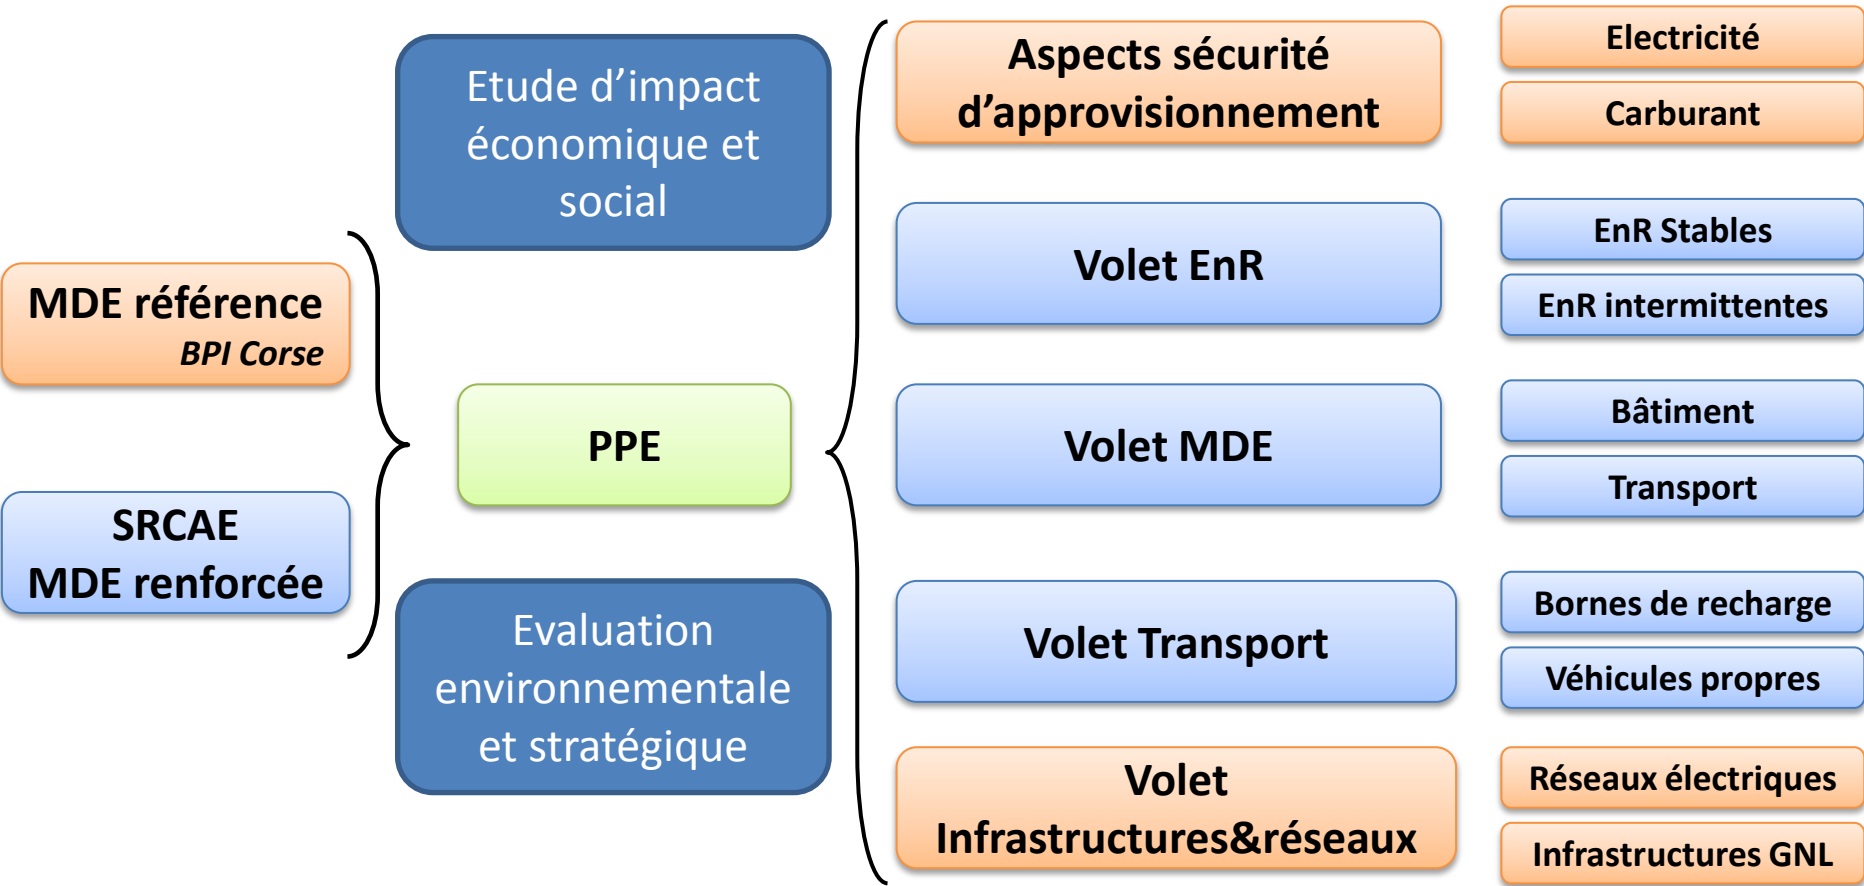 MDE référence
BPI Corse
SRCAE
MDE renforcée
Etude d’impact
économique et
social
PPE
Evaluation
environnementale
et stratégique
Aspects sécurité
d’approvisionnement
Electricité
Carburant
Volet EnR
EnR Stables
EnR intermittentes
Volet MDE
Bâtiment
Transport
Volet Transport
Bornes de recharge
Véhicules propres
Volet
Infrastructures&réseaux
Réseaux électriques
Infrastructures GNL